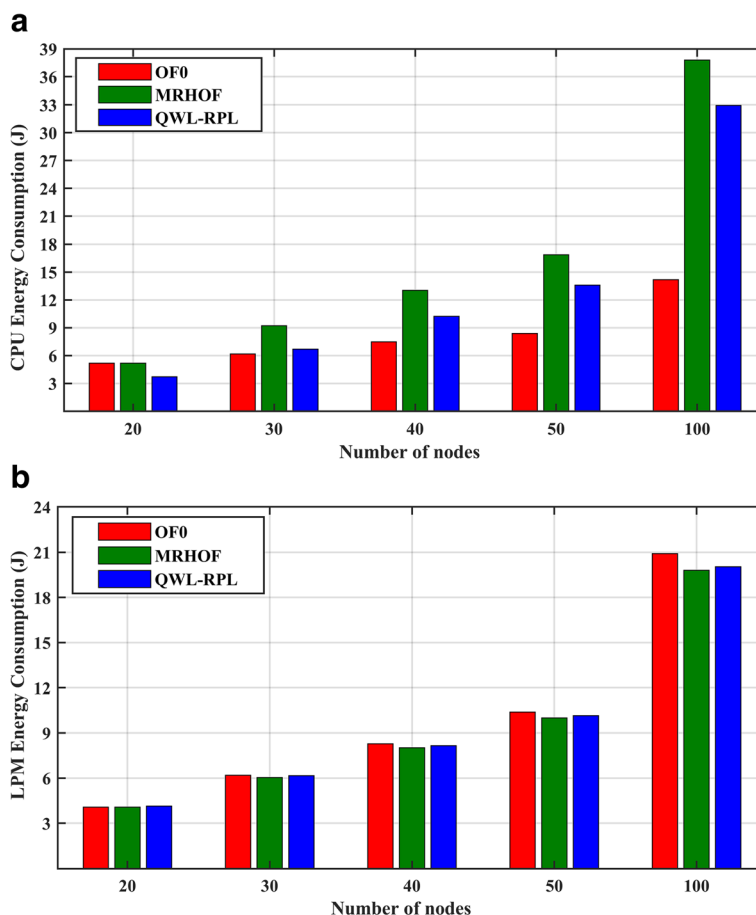 a
39
36
33
30
27
24
21
18
15
12
9
6
3
CPU Energy Consumption (J)
OF0
MRHOF
QWL-RPL
20 30 40 50 100
Number of nodes
b
24
21
18
15
12
9
6
3
LPM Energy Consumption (J)
OF0
MRHOF
QWL-RPL
20 30 40 50 100
Number of nodes